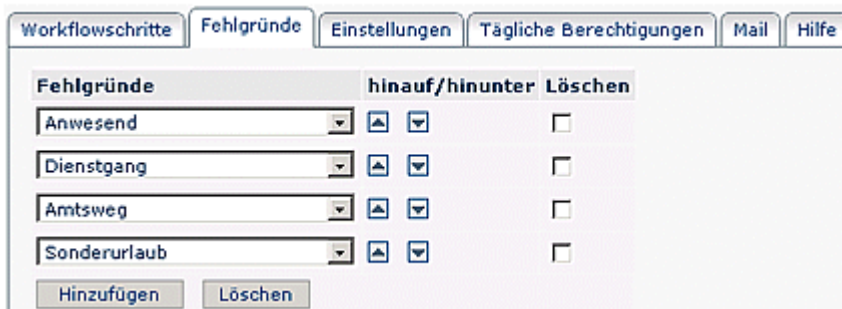 Workflowschritte Fehlgründe Einstellungen Tägliche Berechtigungen Mail Hilfe
Fehlgründe hinauf/hinunter Löschen
Anwesend
Dienstgang
Amtsweg
Sonderurlaub
Hinzufügen Löschen